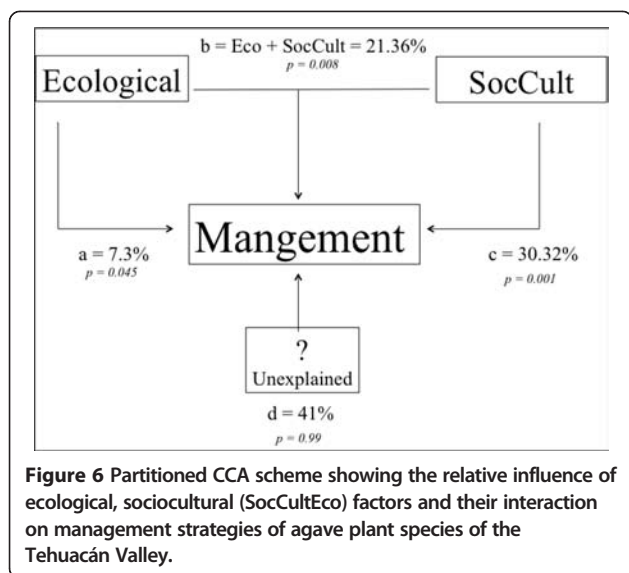 b = Eco + SocCult = 21.36%
p = 0.008
Ecological
SocCult
Mangement
a = 7.3%
p = 0.045
c = 30.32%
p = 0.001
?
Unexplained
d = 41%
p = 0.99
Figure 6 Partitioned CCA scheme showing the relative influence of
ecological, sociocultural (SocCultEco) factors and their interaction
on management strategies of agave plant species of the
Tehuacán Valley.